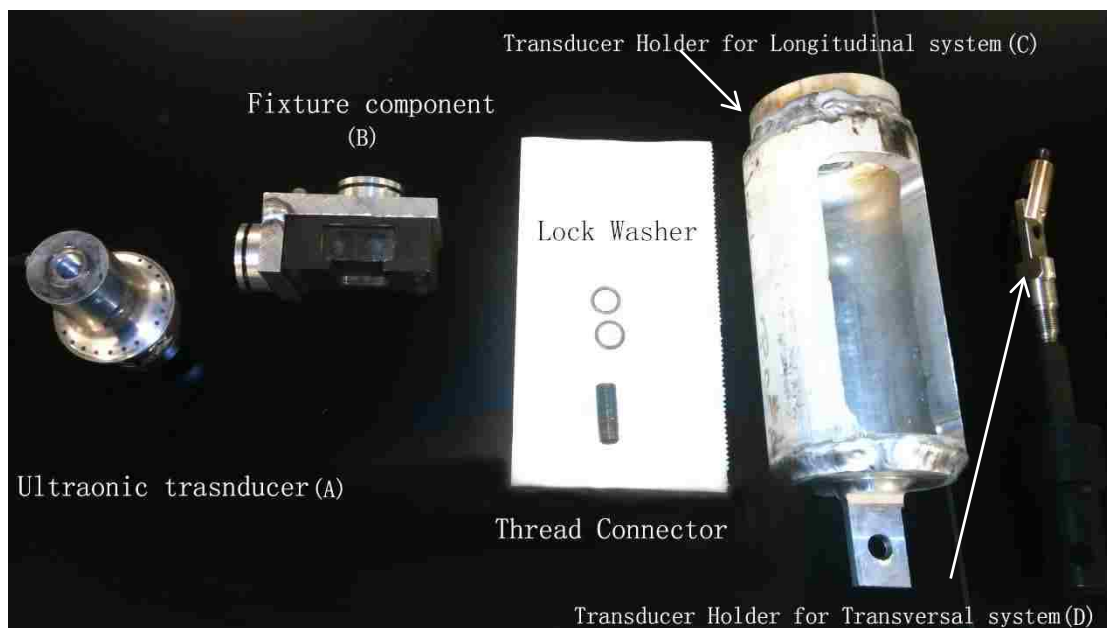 Transducer Holder for Longitudinal system(C)
Fixture component
(B)
Lock Washer
Ultraonic trasnducer(A)
Thread Connector
Transducer Holder for Transversal system(D)